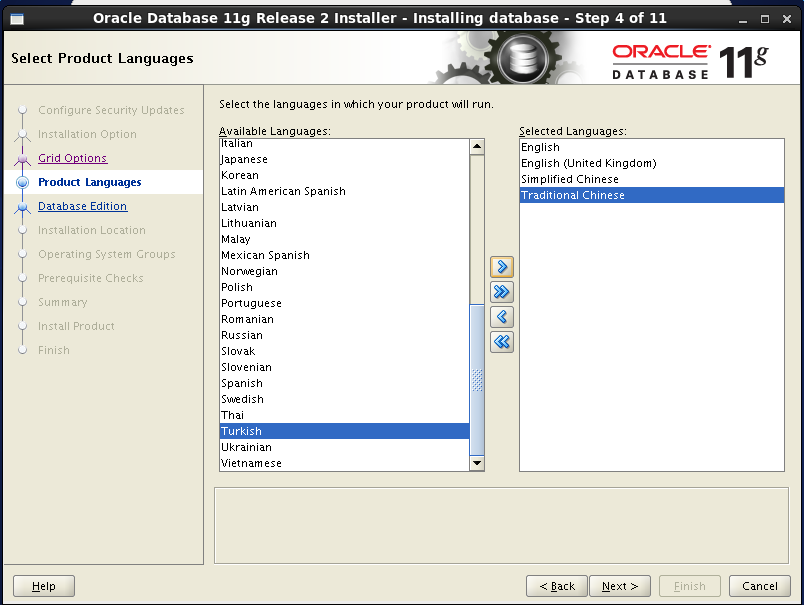 Oracle Database 11g Release 2 Installer - Installing database - Step 4 of 11
Select Product Languages
ORACLE
DATABASE
11g
Configure Security Updates
Installation Option
Grid Options
Product Languages
Database Edition
Installation Location
Operating System Groups
Prerequisite Checks
Summary
Install Product
Finish
Select the languages in which your product will run.
Available Languages:
Italian
Japanese
Korean
Latin American Spanish
Latvian
Lithuanian
Malay
Mexican Spanish
Norwegian
Polish
Portuguese
Romanian
Russian
Slovak
Slovenian
Spanish
Swedish
Thai
Turkish
Ukrainian
Vietnamese
Selected Languages:
English
English (United Kingdom)
Simplified Chinese
Traditional Chinese
Help
< Back
Next >
Finish
Cancel